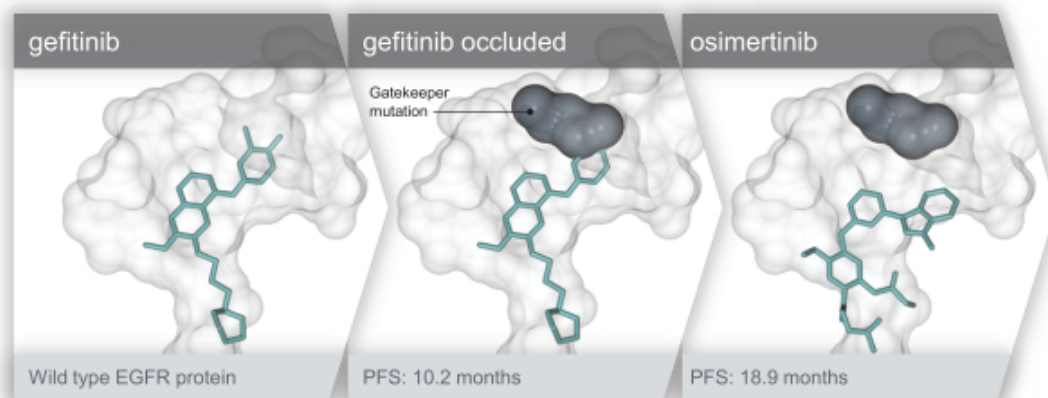 gefitinib
gefitinib occluded
osimertinib
Gatekeeper
mutation
Wild type EGFR protein
PFS: 10.2 months
PFS: 18.9 months